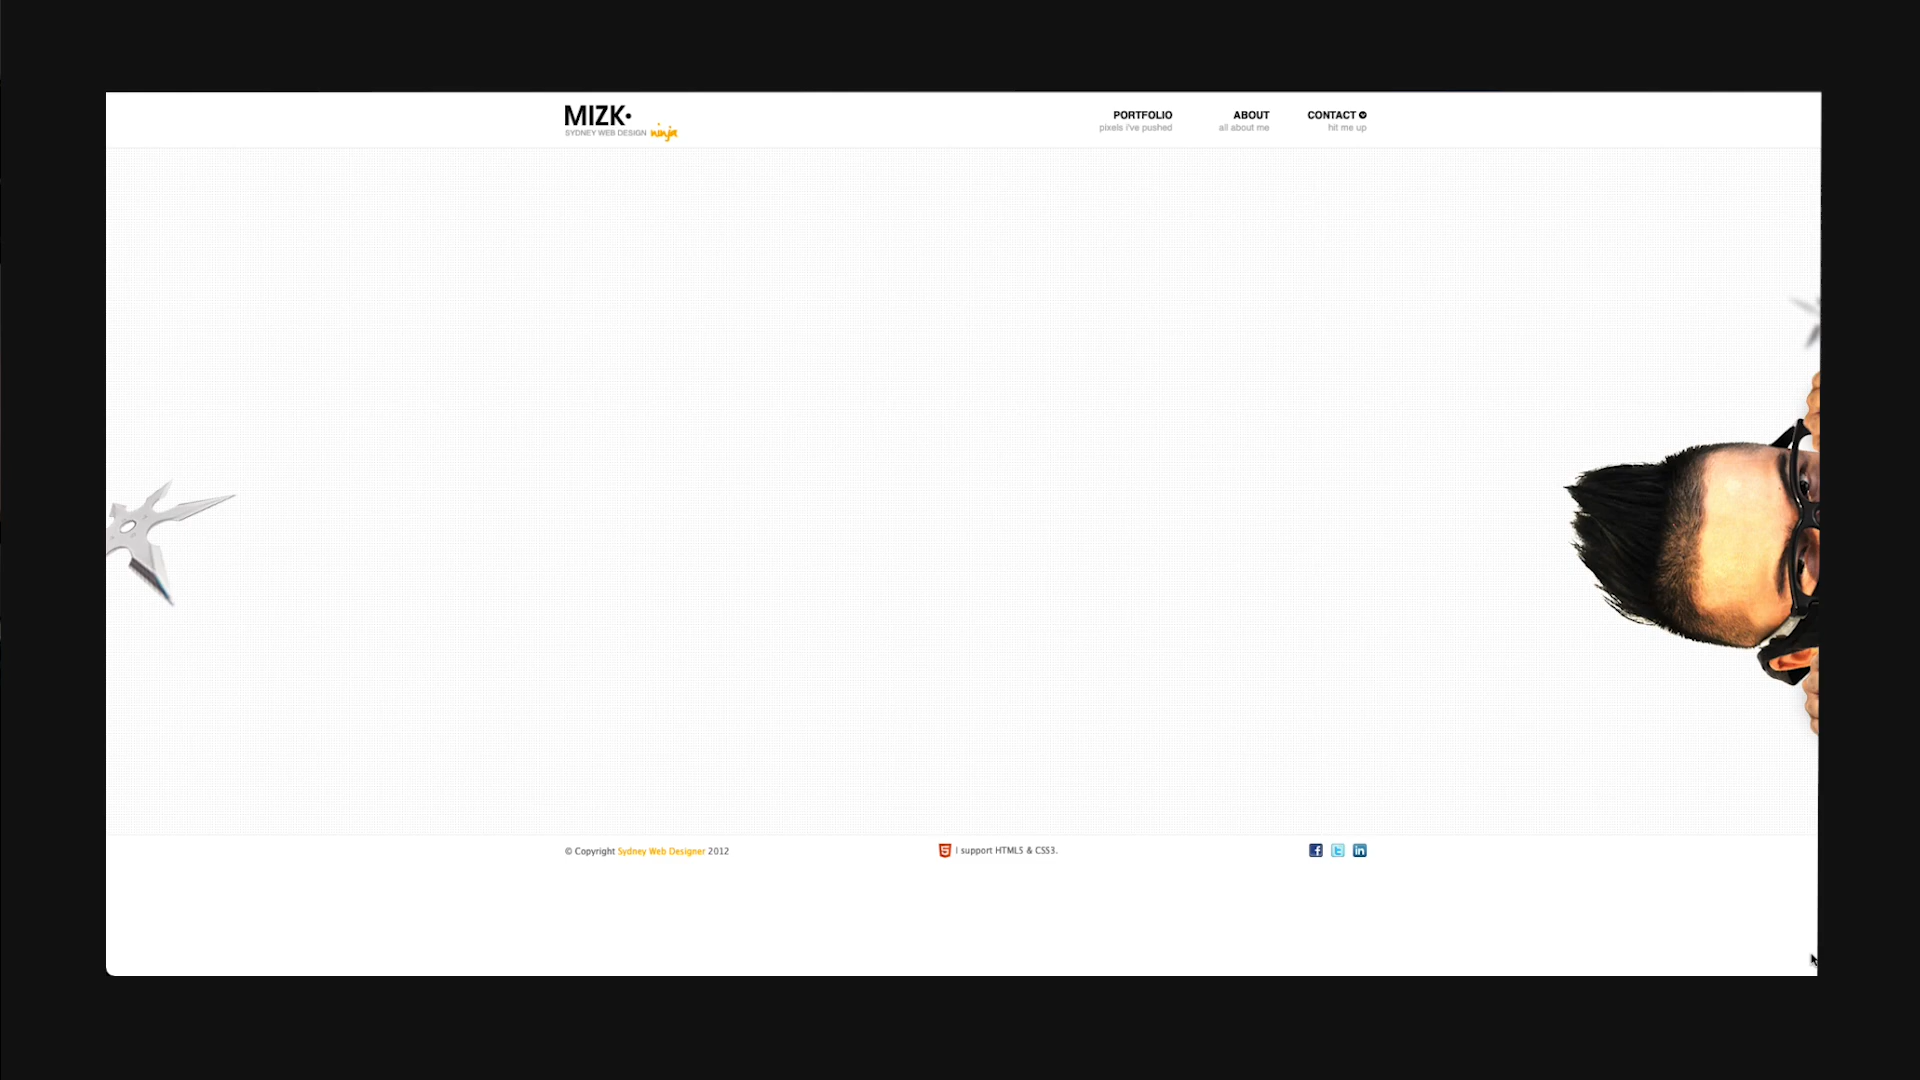 MIZK·
SYDNEY WEB DESIGN ninja
PORTFOLIO
pixels i've pushed
ABOUT
all about me
CONTACT
hit me up
© Copyright Sydney Web Designer 2012
I support HTML5 & CSS3.